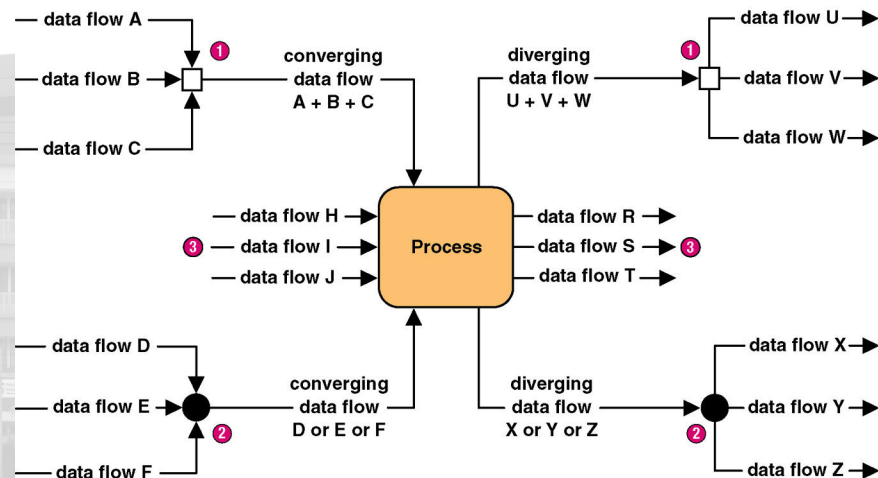 data flow A
data flow B
data flow C
1
converging
data flow
A + B + C
diverging
data flow
U + V + W
1
data flow U
data flow V
data flow W
3
data flow H
data flow I
data flow J
Process
data flow R
data flow S
data flow T
3
data flow D
data flow E
data flow F
2
converging
data flow
D or E or F
diverging
data flow
X or Y or Z
2
data flow X
data flow Y
data flow Z